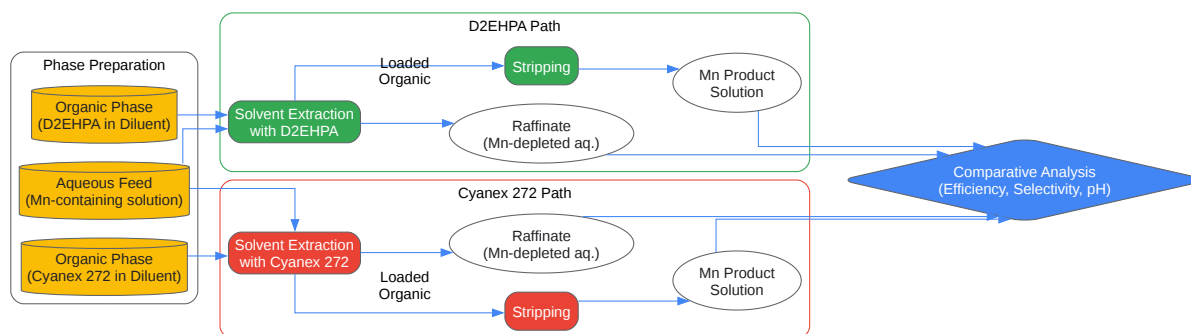 D2EHPA Path
Phase Preparation
Organic Phase
(D2EHPA in Diluent)
Aqueous Feed
(Mn-containing solution)
Organic Phase
(Cyanex 272 in Diluent)
Solvent Extraction
with D2EHPA
Loaded
Organic
Stripping
Mn Product
Solution
Raffinate
(Mn-depleted aq.)
Cyanex 272 Path
Solvent Extraction
with Cyanex 272
Raffinate
(Mn-depleted aq.)
Loaded
Organic
Stripping
Mn Product
Solution
Comparative Analysis
(Efficiency, Selectivity, pH)